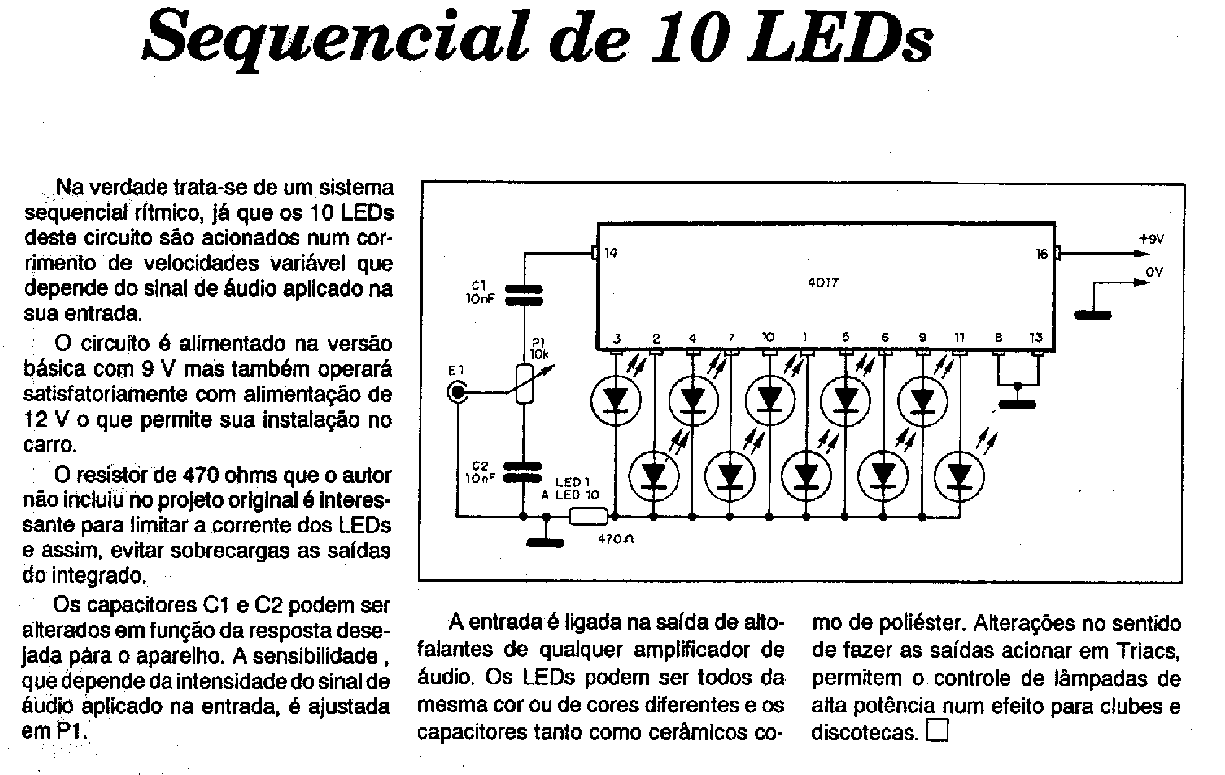 Sequencial de 10 LEDs
Na verdade trata-se de um sistema
sequencial rítmico, já que os 10 LEDs
deste circuito são acionados num cor-
rimento de velocidades variável que
depende do sinal de áudio aplicado na
sua entrada.
O circuito é alimentado na versão
básica com 9 V mas também operará
satisfatoriamente com alimentação de
12 V o que permite sua instalação no
carro.
O resistor de 470 ohms que o autor
não incluiu no projeto original é interes-
sante para limitar a corrente dos LEDs
e assim, evitar sobrecargas as saídas
do integrado.
Os capacitores C1 e C2 podem ser
alterados em função da resposta dese-
jada para o aparelho. A sensibilidade,
que depende da intensidade do sinal de
áudio aplicado na entrada, é ajustada
em P1.
14
16
+9V
0V
4017
C1
10nF
P1
10k
E1
3 2 4 7 10 1 5 6 9 11 8 13
C2
10nF
LED 1
A LED 10
470Ω
A entrada é ligada na saída de alto-
falantes de qualquer amplificador de
áudio. Os LEDs podem ser todos da
mesma cor ou de cores diferentes e os
capacitores tanto como cerâmicos co-
mo de poliéster. Alterações no sentido
de fazer as saídas acionar em Triacs,
permitem o controle de lâmpadas de
alta potência num efeito para clubes e
discotecas.